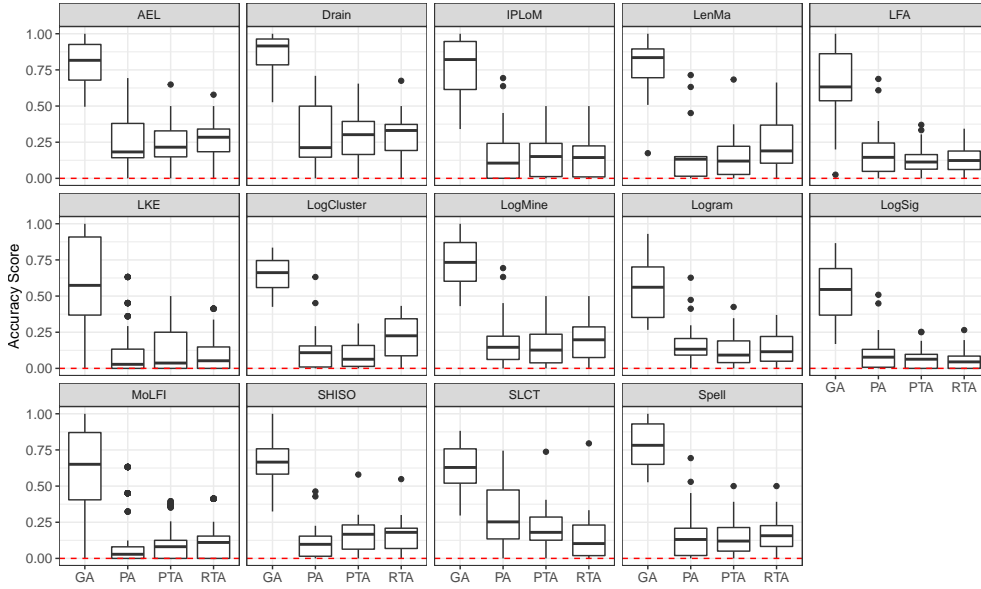 AEL Drain IPLoM LenMa LFA
1.00
0.75
0.50
0.25
0.00
LKE LogCluster LogMine Logram LogSig
1.00
0.75
0.50
0.25
0.00
Accuracy Score
GA PA PTA RTA
MoLFI SHISO SLCT Spell
1.00
0.75
0.50
0.25
0.00
GA PA PTA RTA GA PA PTA RTA GA PA PTA RTA GA PA PTA RTA